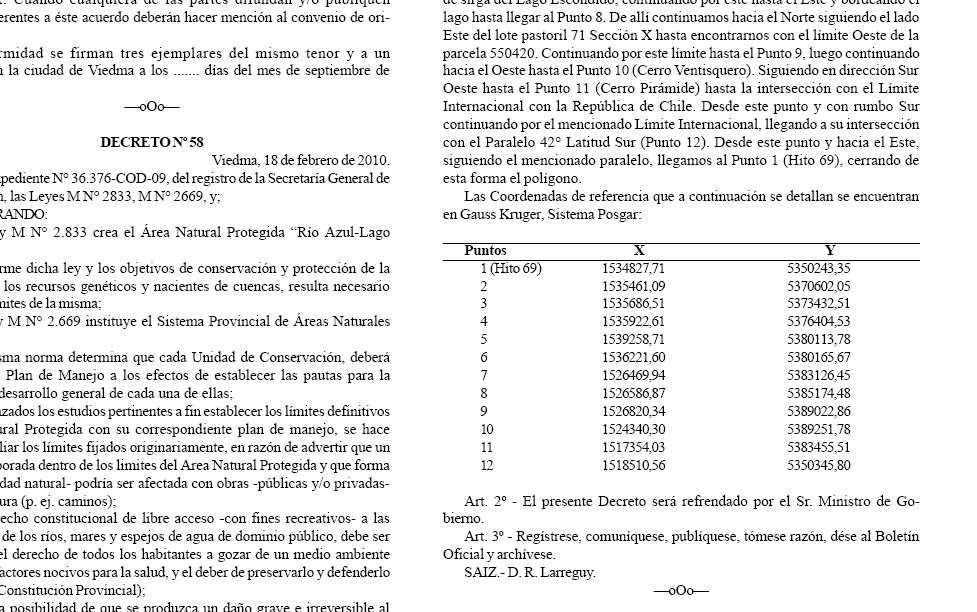 . Cuando cualquiera de las partes difundan y/o publiquen
erentes a éste acuerdo deberán hacer mención al convenio de ori-
rmidad se firman tres ejemplares del mismo tenor y a un
n la ciudad de Viedma a los ....... días del mes de septiembre de
—oOo—
DECRETO Nº 58
Viedma, 18 de febrero de 2010.
xpediente Nº 36.376-COD-09, del registro de la Secretaría General de
n, las Leyes M Nº 2833, M Nº 2669, y;
RANDO:
y M Nº 2.833 crea el Área Natural Protegida “Río Azul-Lago
rme dicha ley y los objetivos de conservación y protección de la
los recursos genéticos y nacientes de cuencas, resulta necesario
mites de la misma;
y M Nº 2.669 instituye el Sistema Provincial de Áreas Naturales
sma norma determina que cada Unidad de Conservación, deberá
Plan de Manejo a los efectos de establecer las pautas para la
desarrollo general de cada una de ellas;
zados los estudios pertinentes a fin establecer los límites definitivos
ural Protegida con su correspondiente plan de manejo, se hace
liar los límites fijados originariamente, en razón de advertir que un
porada dentro de los limites del Area Natural Protegida y que forma
dad natural- podría ser afectada con obras -públicas y/o privadas-
ura (p. ej. caminos);
echo constitucional de libre acceso -con fines recreativos- a las
de los ríos, mares y espejos de agua de dominio público, debe ser
el derecho de todos los habitantes a gozar de un medio ambiente
factores nocivos para la salud, y el deber de preservarlo y defenderlo
Constitución Provincial);
a posibilidad de que se produzca un daño grave e irreversible al
de sirga del Lago Escondido, continuando por este hasta el Este y bordeando el
lago hasta llegar al Punto 8. De allí continuamos hacia el Norte siguiendo el lado
Este del lote pastoril 71 Sección X hasta encontrarnos con el límite Oeste de la
parcela 550420. Continuando por este límite hasta el Punto 9, luego continuando
hacia el Oeste hasta el Punto 10 (Cerro Ventisquero). Siguiendo en dirección Sur
Oeste hasta el Punto 11 (Cerro Pirámide) hasta la intersección con el Límite
Internacional con la República de Chile. Desde este punto y con rumbo Sur
continuando por el mencionado Límite Internacional, llegando a su intersección
con el Paralelo 42° Latitud Sur (Punto 12). Desde este punto y hacia el Este,
siguiendo el mencionado paralelo, llegamos al Punto 1 (Hito 69), cerrando de
esta forma el polígono.
Las Coordenadas de referencia que a continuación se detallan se encuentran
en Gauss Kruger, Sistema Posgar:
Puntos X Y
1 (Hito 69) 1534827,71 5350243,35
2 1535461,09 5370602,05
3 1535686,51 5373432,51
4 1535922,61 5376404,53
5 1539258,71 5380113,78
6 1536221,60 5380165,67
7 1526469,94 5383126,45
8 1526586,87 5385174,48
9 1526820,34 5389022,86
10 1524340,30 5389251,78
11 1517354,03 5383455,51
12 1518510,56 5350345,80
Art. 2º - El presente Decreto será refrendado por el Sr. Ministro de Go-
bierno.
Art. 3º - Regístrese, comuníquese, publíquese, tómese razón, dése al Boletín
Oficial y archívese.
SAIZ.- D. R. Larreguy.
—oOo—